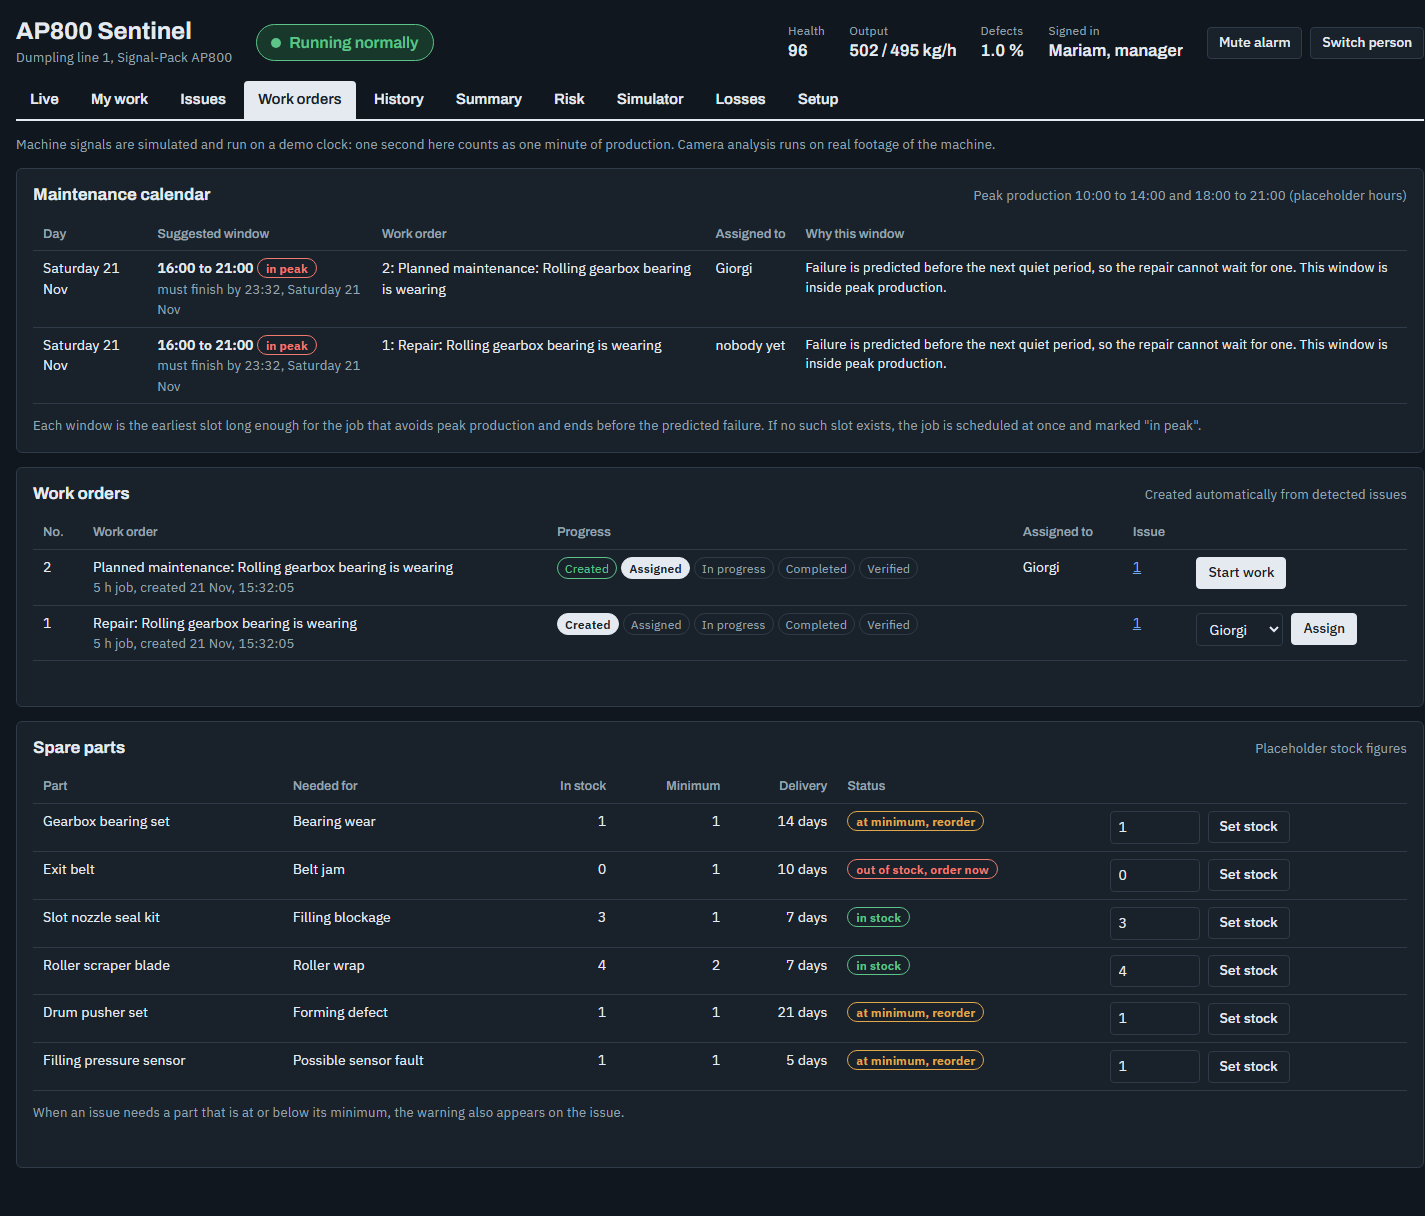 AP800 Sentinel
Dumpling line 1, Signal-Pack AP800
Running normally
Health
96
Output
502 / 495 kg/h
Defects
1.0 %
Signed in
Mariam, manager
Mute alarm
Switch person
Live
My work
Issues
Work orders
History
Summary
Risk
Simulator
Losses
Setup
Machine signals are simulated and run on a demo clock: one second here counts as one minute of production. Camera analysis runs on real footage of the machine.
Maintenance calendar
Peak production 10:00 to 14:00 and 18:00 to 21:00 (placeholder hours)
Day Suggested window Work order Assigned to Why this window
Saturday 21
Nov
16:00 to 21:00 in peak
must finish by 23:32, Saturday 21
Nov
2: Planned maintenance: Rolling gearbox bearing
is wearing
Giorgi
Failure is predicted before the next quiet period, so the repair cannot wait for one. This window is
inside peak production.
Saturday 21
Nov
16:00 to 21:00 in peak
must finish by 23:32, Saturday 21
Nov
1: Repair: Rolling gearbox bearing is wearing
nobody yet
Failure is predicted before the next quiet period, so the repair cannot wait for one. This window is
inside peak production.
Each window is the earliest slot long enough for the job that avoids peak production and ends before the predicted failure. If no such slot exists, the job is scheduled at once and marked "in peak".
Work orders
Created automatically from detected issues
No. Work order Progress Assigned to Issue
2 Planned maintenance: Rolling gearbox bearing is wearing
5 h job, created 21 Nov, 15:32:05
Created Assigned In progress Completed Verified
Giorgi 1 Start work
1 Repair: Rolling gearbox bearing is wearing
5 h job, created 21 Nov, 15:32:05
Created Assigned In progress Completed Verified
1 Giorgi Assign
Spare parts
Placeholder stock figures
Part Needed for In stock Minimum Delivery Status
Gearbox bearing set Bearing wear 1 1 14 days at minimum, reorder 1 Set stock
Exit belt Belt jam 0 1 10 days out of stock, order now 0 Set stock
Slot nozzle seal kit Filling blockage 3 1 7 days in stock 3 Set stock
Roller scraper blade Roller wrap 4 2 7 days in stock 4 Set stock
Drum pusher set Forming defect 1 1 21 days at minimum, reorder 1 Set stock
Filling pressure sensor Possible sensor fault 1 1 5 days at minimum, reorder 1 Set stock
When an issue needs a part that is at or below its minimum, the warning also appears on the issue.